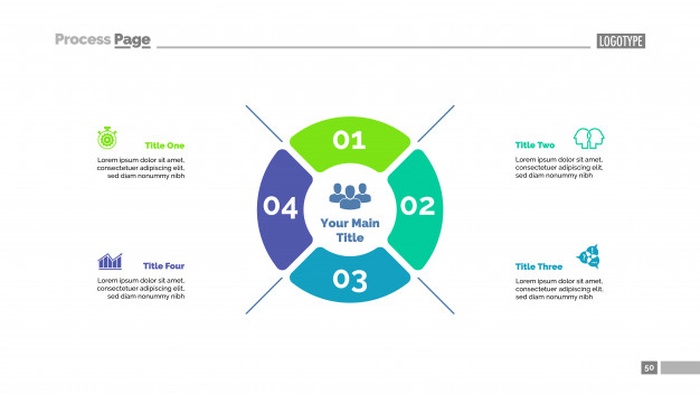 Process Page
LOGOTYPE
Title One
Lorem ipsum dolor sit amet,
consectetuer adipiscing elit,
sed diam nonummy nibh
Title Two
Lorem ipsum dolor sit amet,
consectetuer adipiscing elit,
sed diam nonummy nibh
01
04
02
03
Your Main
Title
Title Four
Lorem ipsum dolor sit amet,
consectetuer adipiscing elit,
sed diam nonummy nibh
Title Three
Lorem ipsum dolor sit amet,
consectetuer adipiscing elit,
sed diam nonummy nibh
50